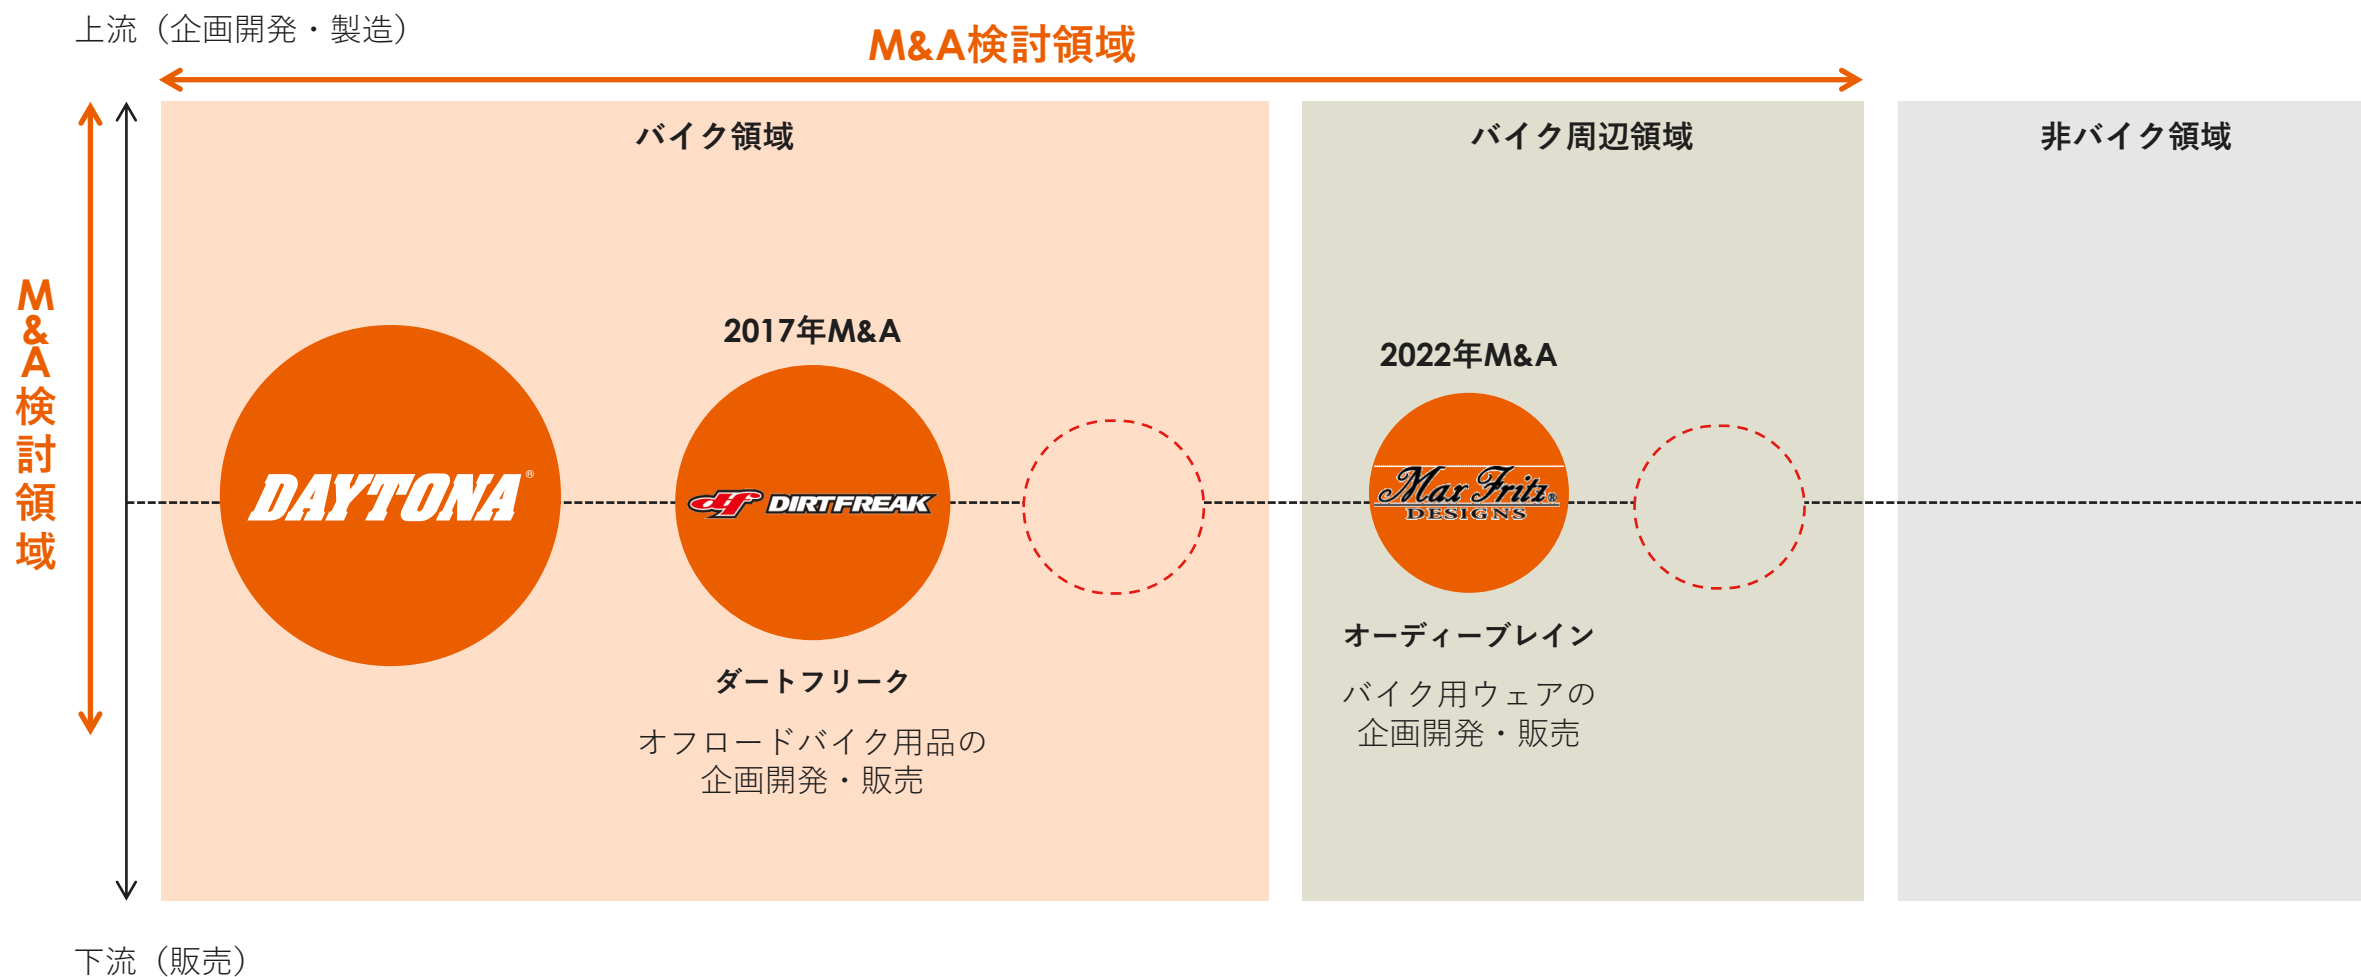 上流（企画開発・製造）
M&A検討領域
M&A検討領域
バイク領域
バイク周辺領域
非バイク領域
DAYTONA®
2017年M&A
df DIRTFREAK
ダートフリーク
オフロードバイク用品の
企画開発・販売
2022年M&A
Max Fritz®
DESIGNS
オーディーブレイン
バイク用ウェアの
企画開発・販売
下流（販売）